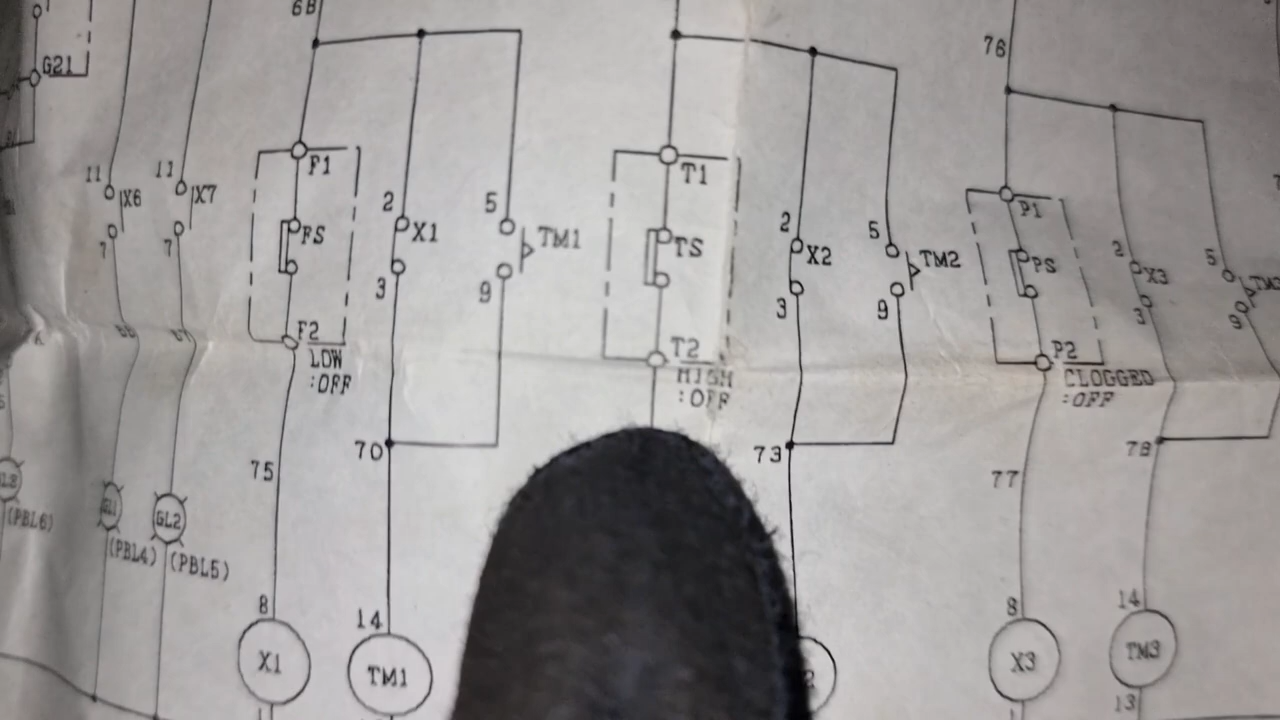 6B
76
G21
11
X6
7
11
X7
7
F1
FS
F2
LOW
:OFF
2
X1
3
5
TM1
9
T1
TS
T2
HIGH
:OFF
2
X2
3
5
TM2
9
P1
PS
P2
CLOGGED
:OFF
2
X3
3
5
9
75
70
73
77
78
(PBL6)
(PBL4)
GL2
(PBL5)
8
X1
14
TM1
8
X3
14
TM3
13